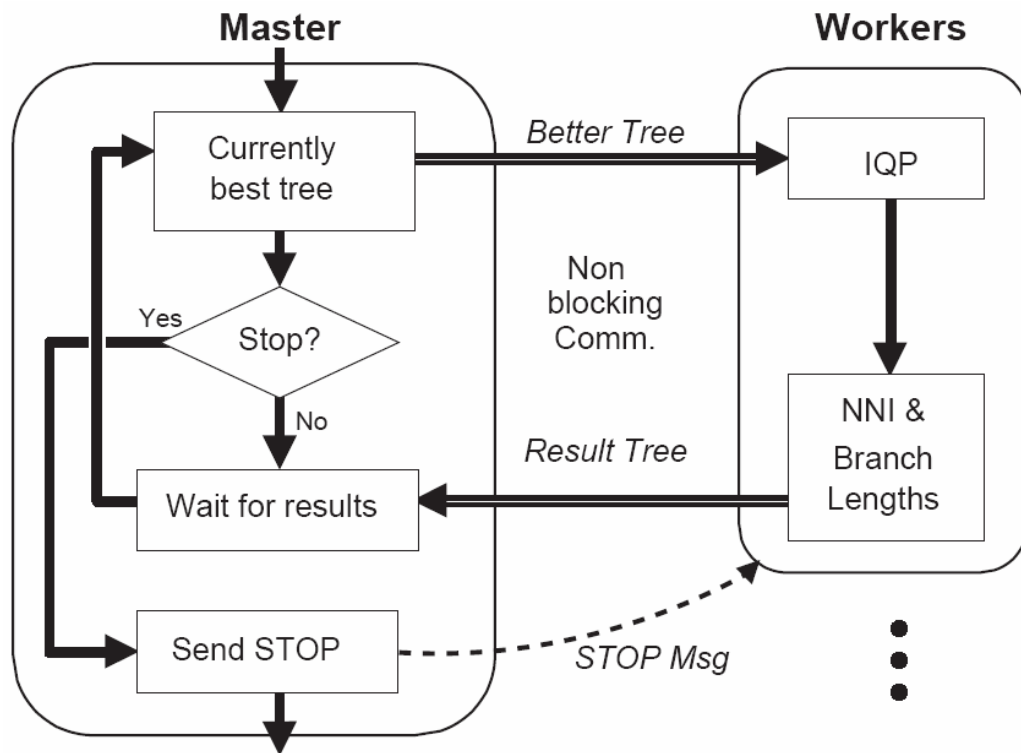 Master
Workers
Currently
best tree
Better Tree
IQP
Non
blocking
Comm.
Yes
Stop?
No
NNI &
Branch
Lengths
Result Tree
Wait for results
Send STOP
STOP Msg